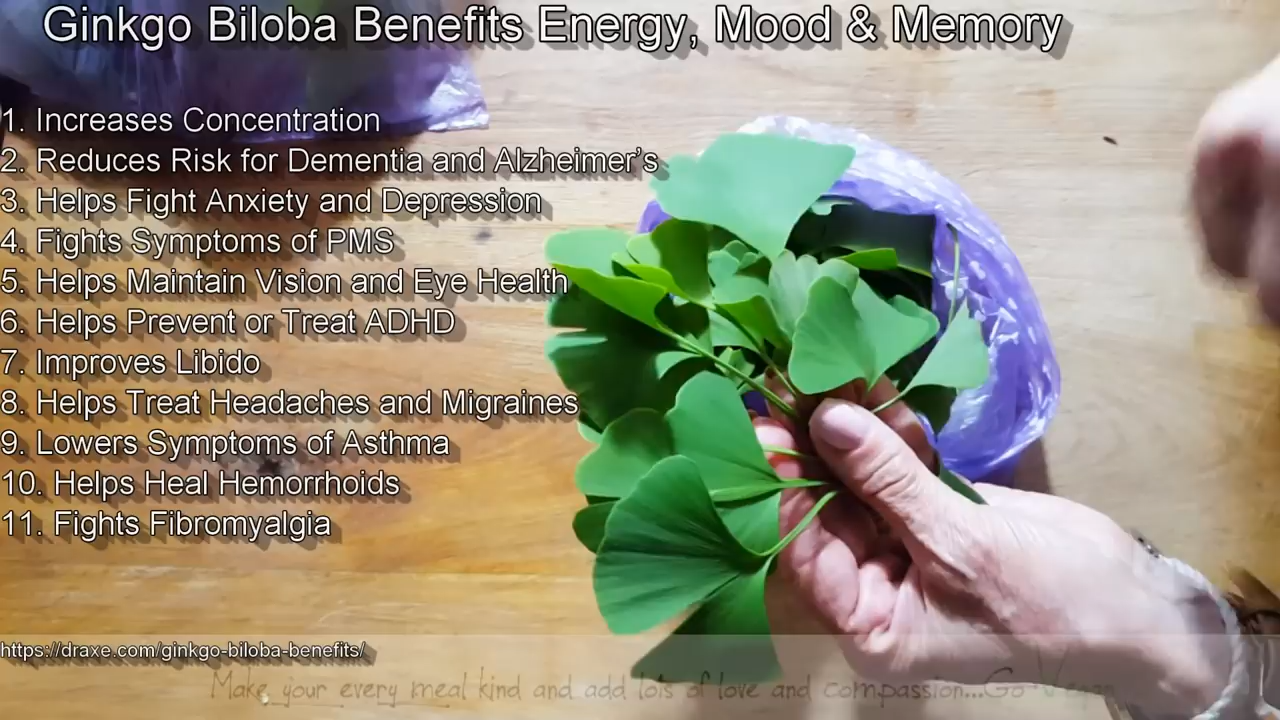 Ginkgo Biloba Benefits Energy, Mood & Memory
1. Increases Concentration
2. Reduces Risk for Dementia and Alzheimer’s
3. Helps Fight Anxiety and Depression
4. Fights Symptoms of PMS
5. Helps Maintain Vision and Eye Health
6. Helps Prevent or Treat ADHD
7. Improves Libido
8. Helps Treat Headaches and Migraines
9. Lowers Symptoms of Asthma
10. Helps Heal Hemorrhoids
11. Fights Fibromyalgia
https://draxe.com/ginkgo-biloba-benefits/
Make your every meal kind and add lots of love and compassion...Go Vegan